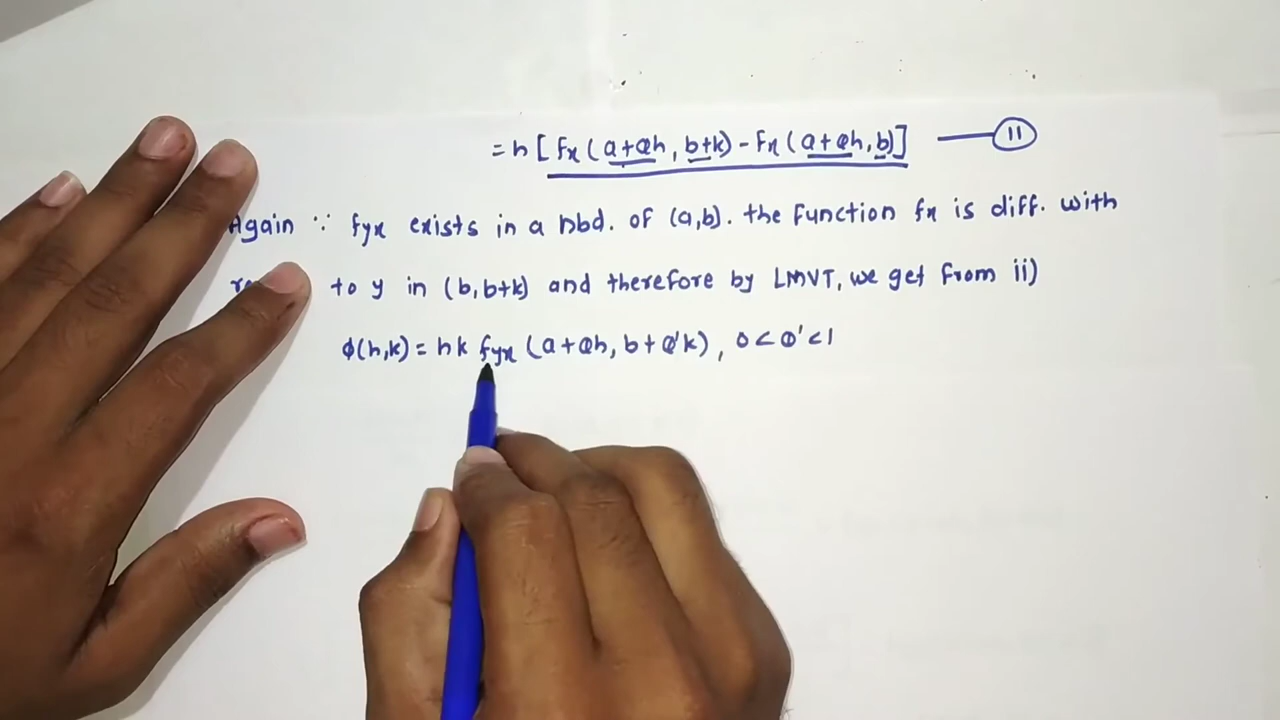 = h [ fx (a+θh, b+k) - fx (a+θh, b)] — 11
Again ∵ fyx exists in a nbd. of (a,b). the function fx is diff. with
to y in (b, b+k) and therefore by LMVT, we get from ii)
ϕ(h,k) = hk fyx (a+θh, b+θ'k), 0<θ'<1